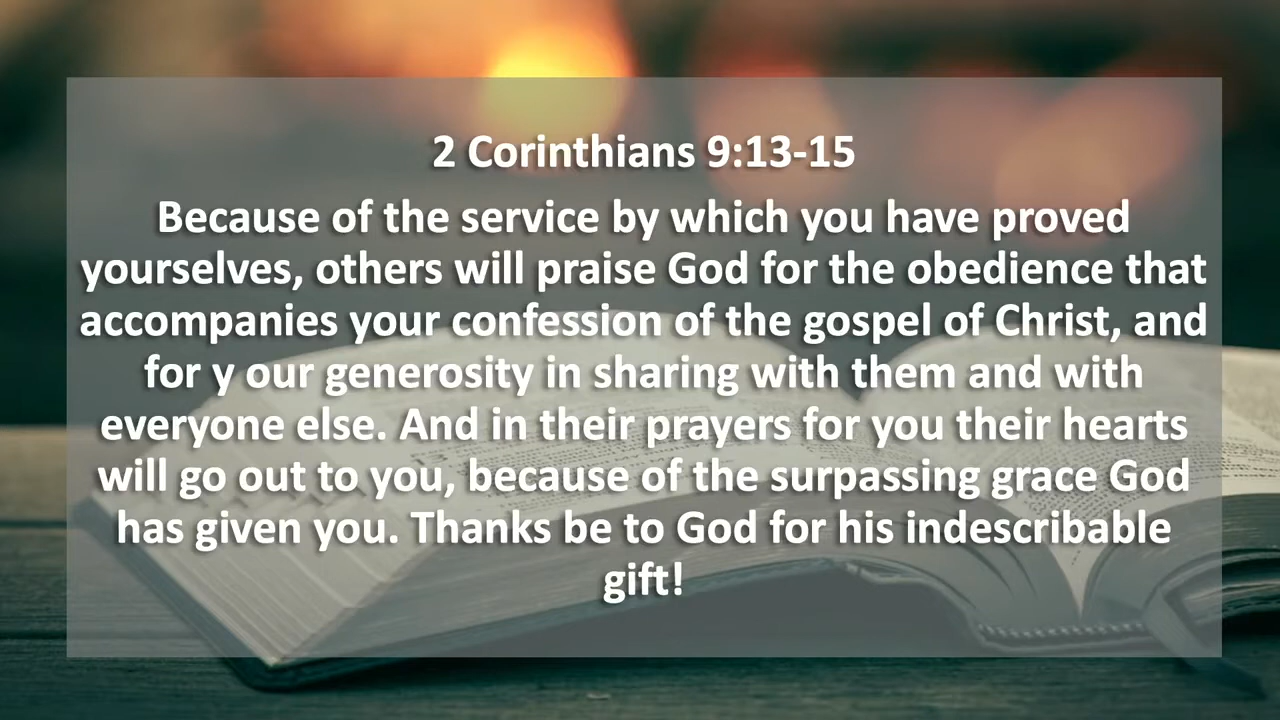 2 Corinthians 9:13-15
Because of the service by which you have proved
yourselves, others will praise God for the obedience that
accompanies your confession of the gospel of Christ, and
for y our generosity in sharing with them and with
everyone else. And in their prayers for you their hearts
will go out to you, because of the surpassing grace God
has given you. Thanks be to God for his indescribable
gift!